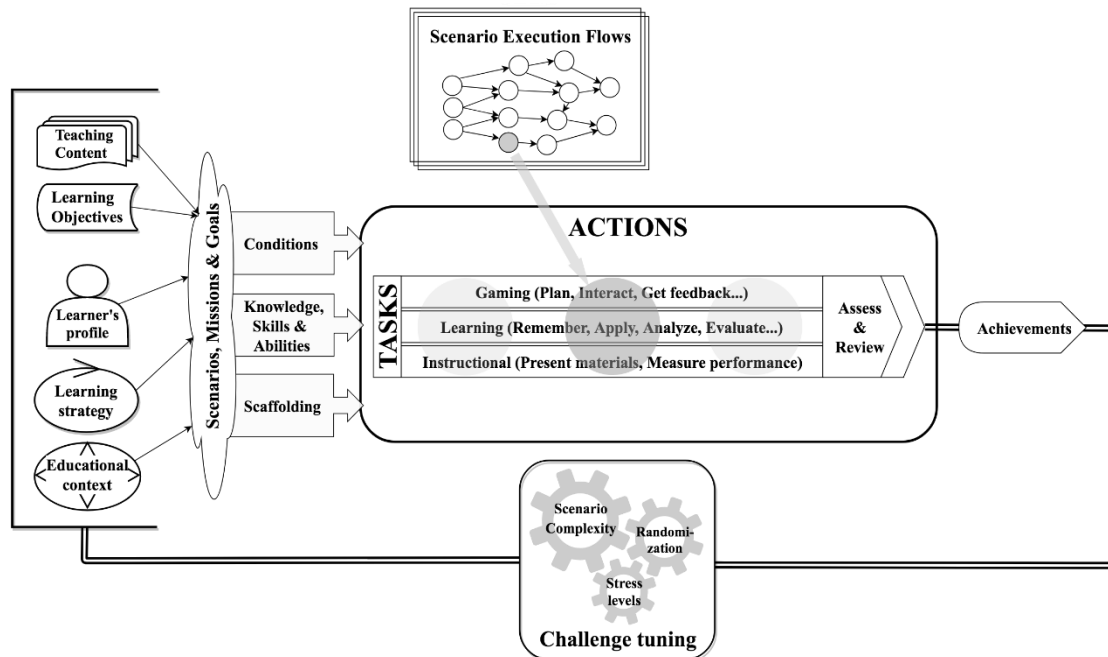 Scenario Execution Flows
Teaching
Content
Learning
Objectives
Learner's
profile
Learning
strategy
Educational
context
Scenarios, Missions & Goals
Conditions
Knowledge,
Skills &
Abilities
Scaffolding
ACTIONS
TASKS
Gaming (Plan, Interact, Get feedback...)
Learning (Remember, Apply, Analyze, Evaluate...)
Instructional (Present materials, Measure performance)
Assess
&
Review
Achievements
Scenario
Complexity
Randomi-
zation
Stress
levels
Challenge tuning